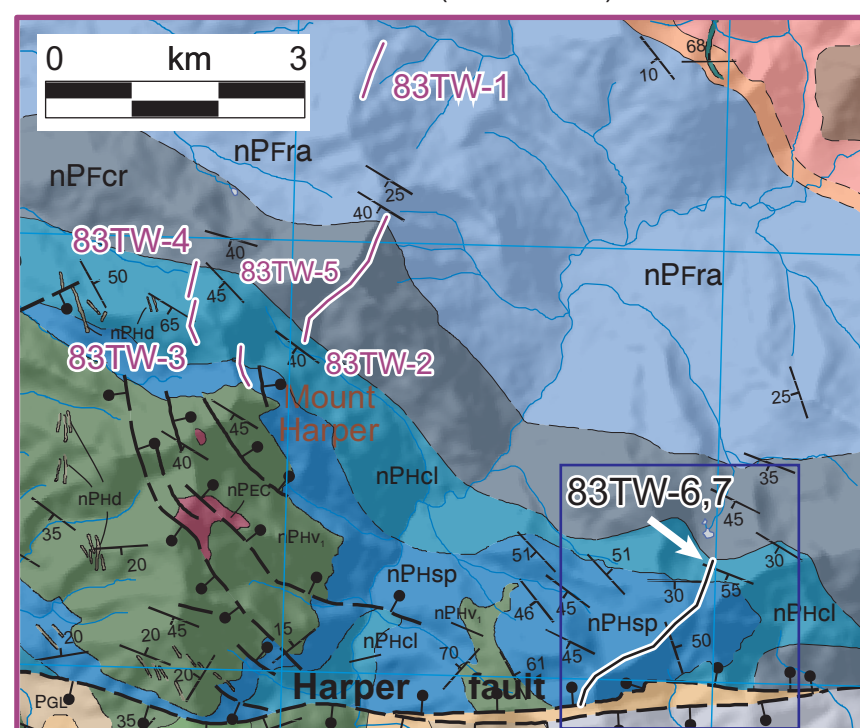 0 km 3
83TW-1
68
10
nPFra
nPFcr
25
40
83TW-4
40
83TW-5
nPFra
50
45
nPHd
65
83TW-3
40
83TW-2
25
Mount
Harper
45
40
nPHcl
35
83TW-6,7
nPHd
nPEC
45
35
nPHv1
20
51
51
30
nPHsp
30
55
nPHv1
46
45
nPHsp
nPHcl
20
20
45
15
nPHcl
50
70
61
45
20
Harper fault
PGL
35